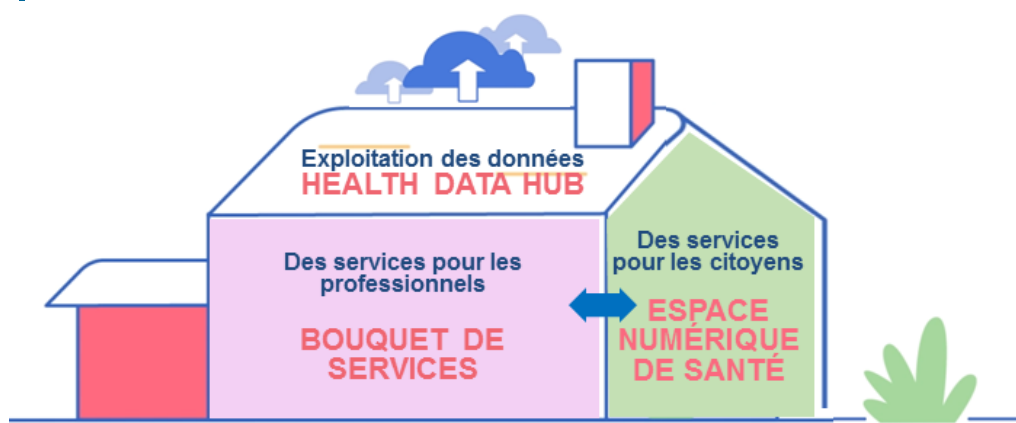 Exploitation des données
HEALTH DATA HUB
Des services pour les
professionnels
BOUQUET DE
SERVICES
Des services
pour les citoyens
ESPACE
NUMÉRIQUE
DE SANTÉ